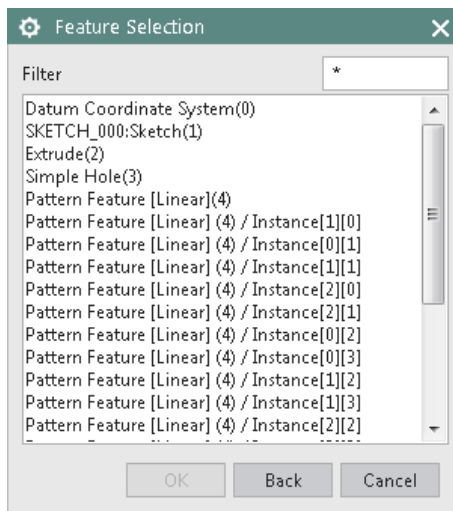 Feature Selection
Filter
*
Datum Coordinate System(0)
SKETCH_000:Sketch(1)
Extrude(2)
Simple Hole(3)
Pattern Feature [Linear](4)
Pattern Feature [Linear] (4) / Instance[1][0]
Pattern Feature [Linear] (4) / Instance[0][1]
Pattern Feature [Linear] (4) / Instance[1][1]
Pattern Feature [Linear] (4) / Instance[2][0]
Pattern Feature [Linear] (4) / Instance[2][1]
Pattern Feature [Linear] (4) / Instance[0][2]
Pattern Feature [Linear] (4) / Instance[0][3]
Pattern Feature [Linear] (4) / Instance[1][2]
Pattern Feature [Linear] (4) / Instance[1][3]
Pattern Feature [Linear] (4) / Instance[2][2]
OK Back Cancel